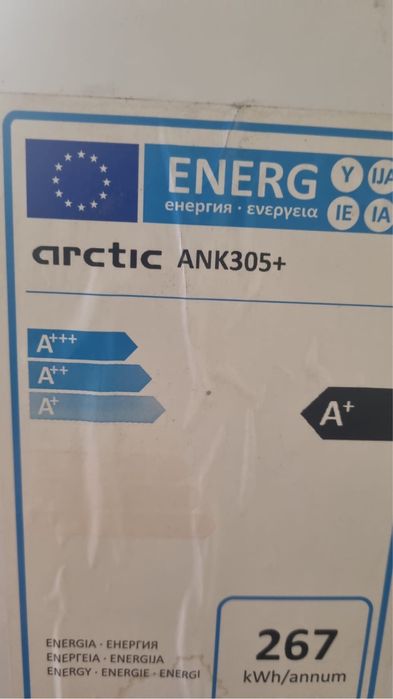 ENERG Y IJA
енергия · ενεργεια IE IA
arctic ANK305+
A+++
A++
A+
A+
ENERGIA · ЕНЕРГИЯ
ΕΝΕΡΓΕΙΑ · ENERGIJA
ENERGY · ENERGIE · ENERGI
267
kWh/annum